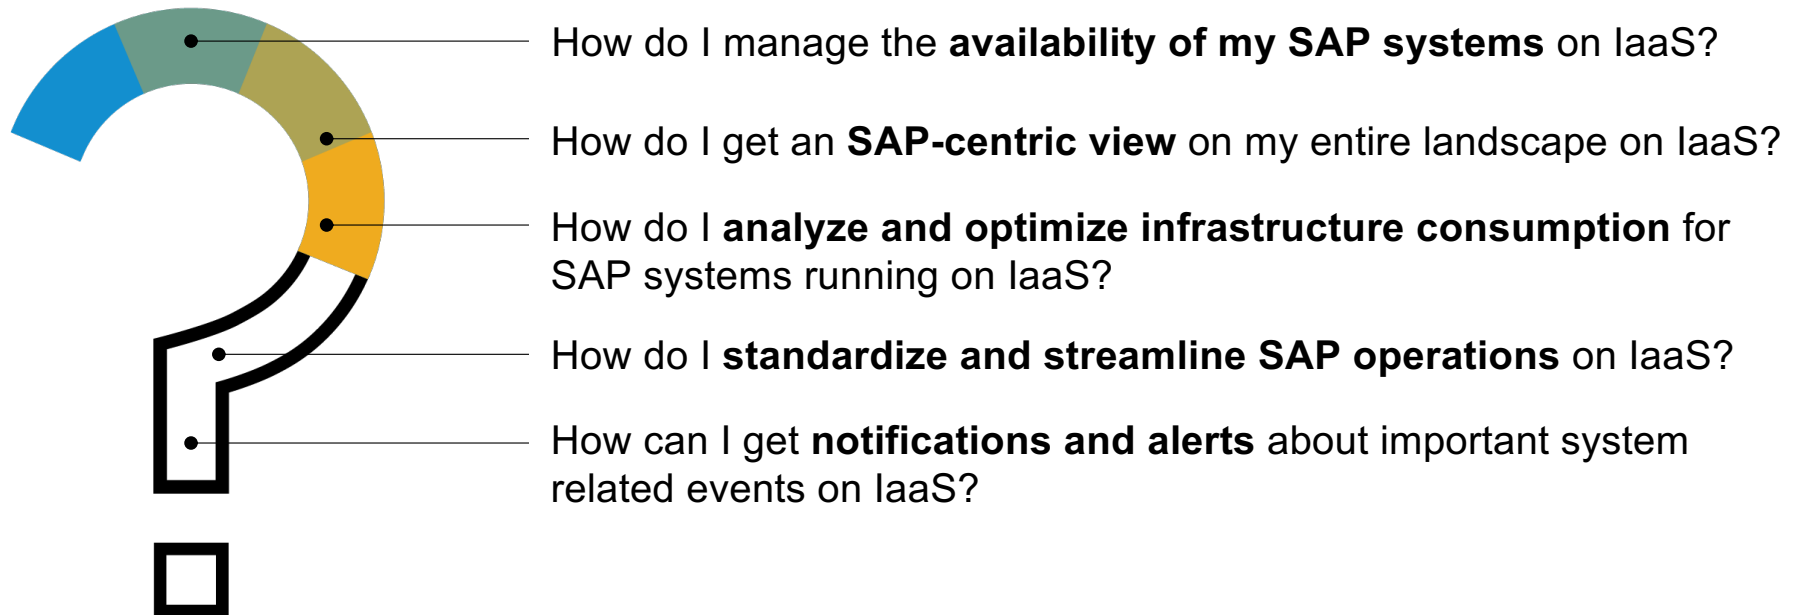 How do I manage the availability of my SAP systems on IaaS?
How do I get an SAP-centric view on my entire landscape on IaaS?
How do I analyze and optimize infrastructure consumption for
SAP systems running on IaaS?
How do I standardize and streamline SAP operations on IaaS?
How can I get notifications and alerts about important system
related events on IaaS?